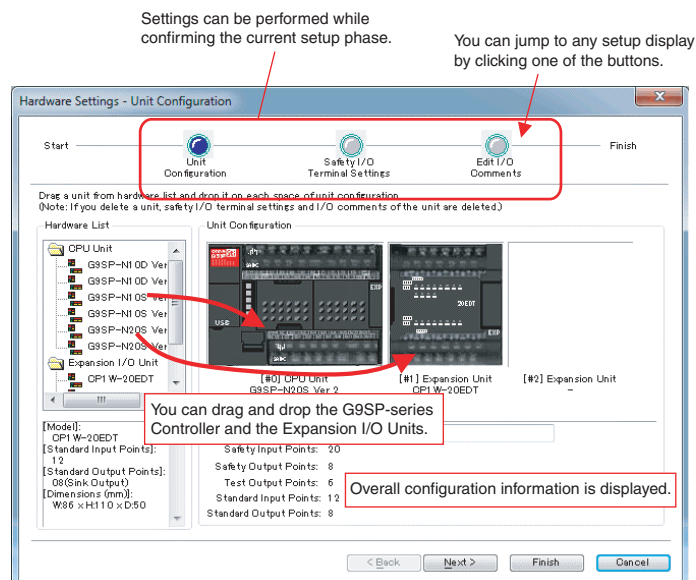 Settings can be performed while
confirming the current setup phase.
You can jump to any setup display
by clicking one of the buttons.
Hardware Settings - Unit Configuration
Start
Unit
Configuration
Safety I/O
Terminal Settings
Edit I/O
Comments
Finish
Drag a unit from hardware list and drop it on each space of unit configuration
(Note: If you delete a unit, safety I/O terminal settings and I/O comments of the unit are deleted.)
Hardware List
Unit Configuration
CPU Unit
G9SP-N10D Ver
G9SP-N10D Ver
G9SP-N10S Ver
G9SP-N10S Ver
G9SP-N20S Ver
G9SP-N20S Ver
Expansion I/O Unit
CP1W-20EDT
USB
EXP
20EDT
EXP
[#0] CPU Unit
G9SP-N20S Ver 2
[#1] Expansion Unit
CP1W-20EDT
[#2] Expansion Unit
-
You can drag and drop the G9SP-series
Controller and the Expansion I/O Units.
[Model]:
CP1W-20EDT
[Standard Input Points]:
12
[Standard Output Points]:
08(Sink Output)
[Dimensions (mm)]:
W:86 x H:110 x D:50
Safety Input Points: 20
Safety Output Points: 8
Test Output Points: 6
Standard Input Points: 12
Standard Output Points: 8
Overall configuration information is displayed.
< Back
Next >
Finish
Cancel